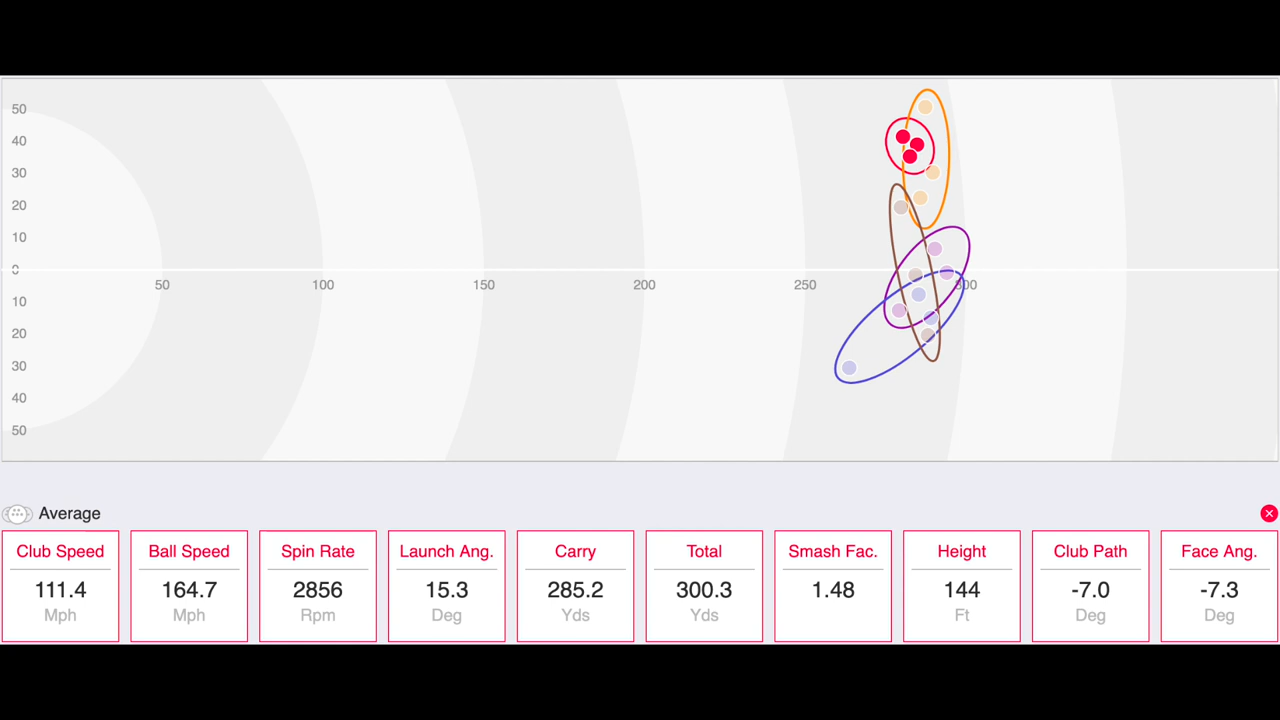 50
40
30
20
10
0
50 100 150 200 250 300
10
20
30
40
50
Average
Club Speed Ball Speed Spin Rate Launch Ang. Carry Total Smash Fac. Height Club Path Face Ang.
111.4 164.7 2856 15.3 285.2 300.3 1.48 144 -7.0 -7.3
Mph Mph Rpm Deg Yds Yds Ft Deg Deg